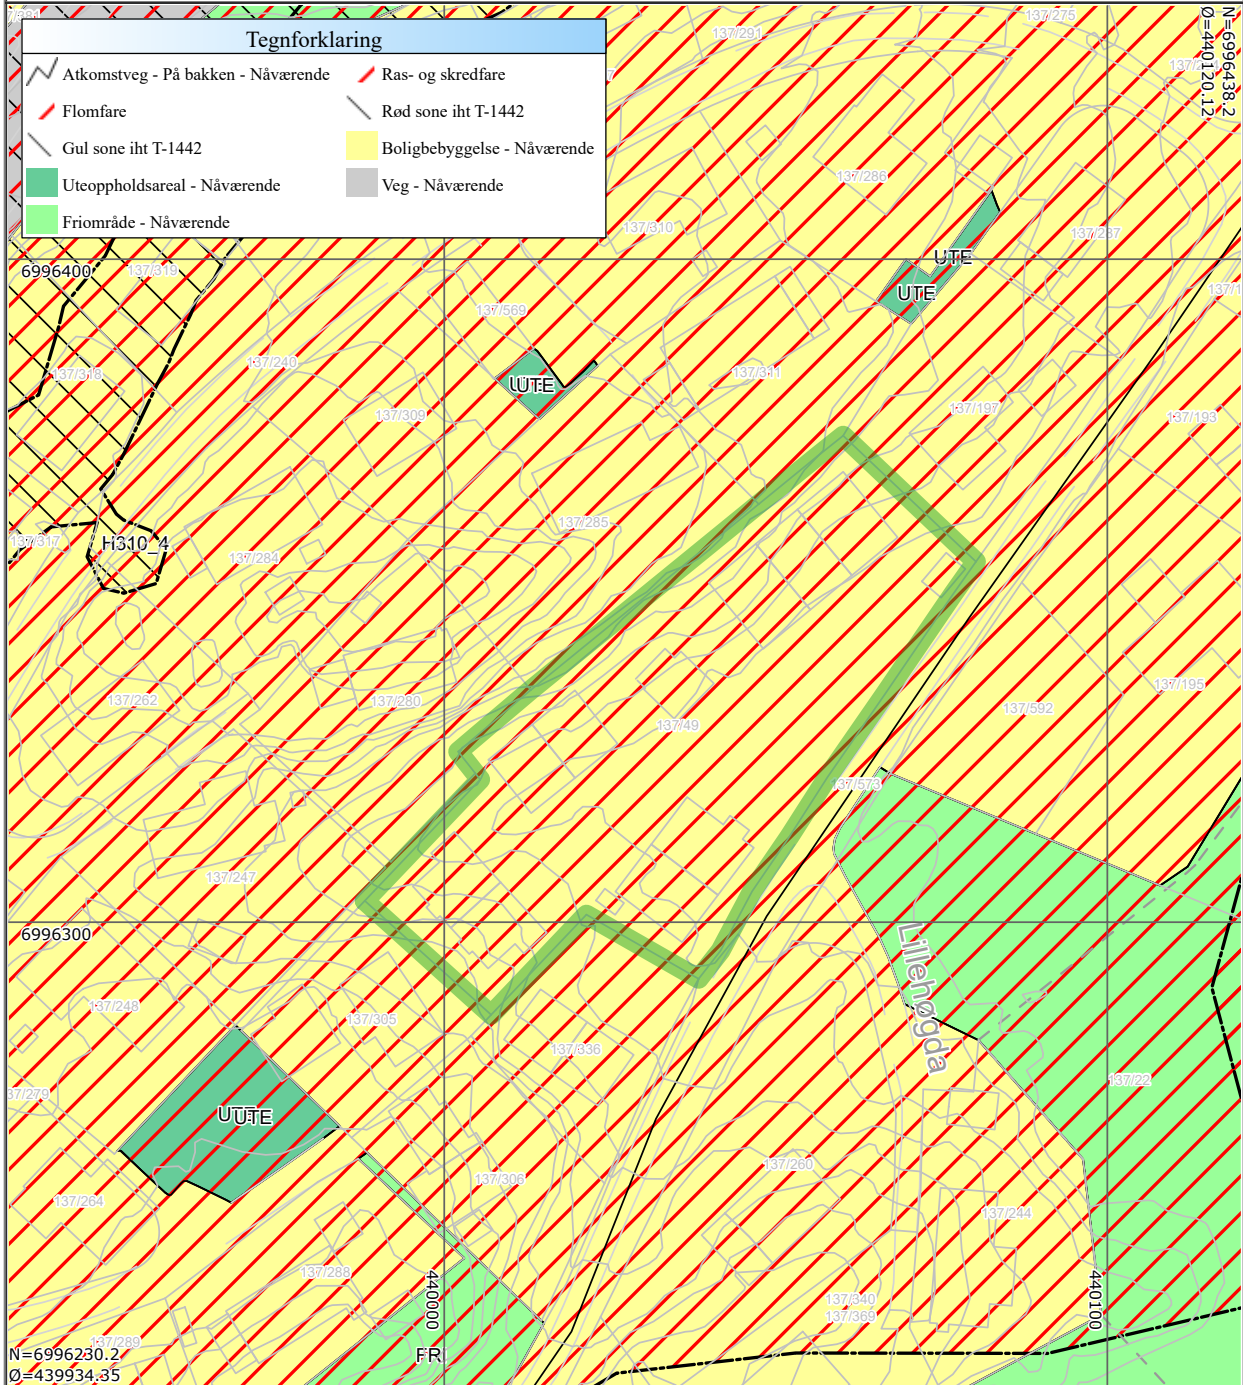 Tegnforklaring
Atkomstveg - På bakken - Nåværende
Ras- og skredfare
Flomfare
Rød sone iht T-1442
Gul sone iht T-1442
Boligbebyggelse - Nåværende
Uteoppholdsareal - Nåværende
Veg - Nåværende
Friområde - Nåværende
N=6996438.2
Ø=440120.12
137/275
137/291
137/286
137/310
137/237
UTE
UTE
6996400
137/319
137/569
137/240
137/318
137/311
UTE
137/309
137/197
137/193
137/285
137/317
H310_4
137/284
137/195
137/262
137/280
137/592
137/49
137/573
137/247
6996300
Lillehøgda
137/248
137/305
137/336
137/22
137/279
UTE
137/260
137/306
137/264
137/244
137/288
440000
440100
137/340
137/369
137/289
FRI
N=6996230.2
Ø=439934.35